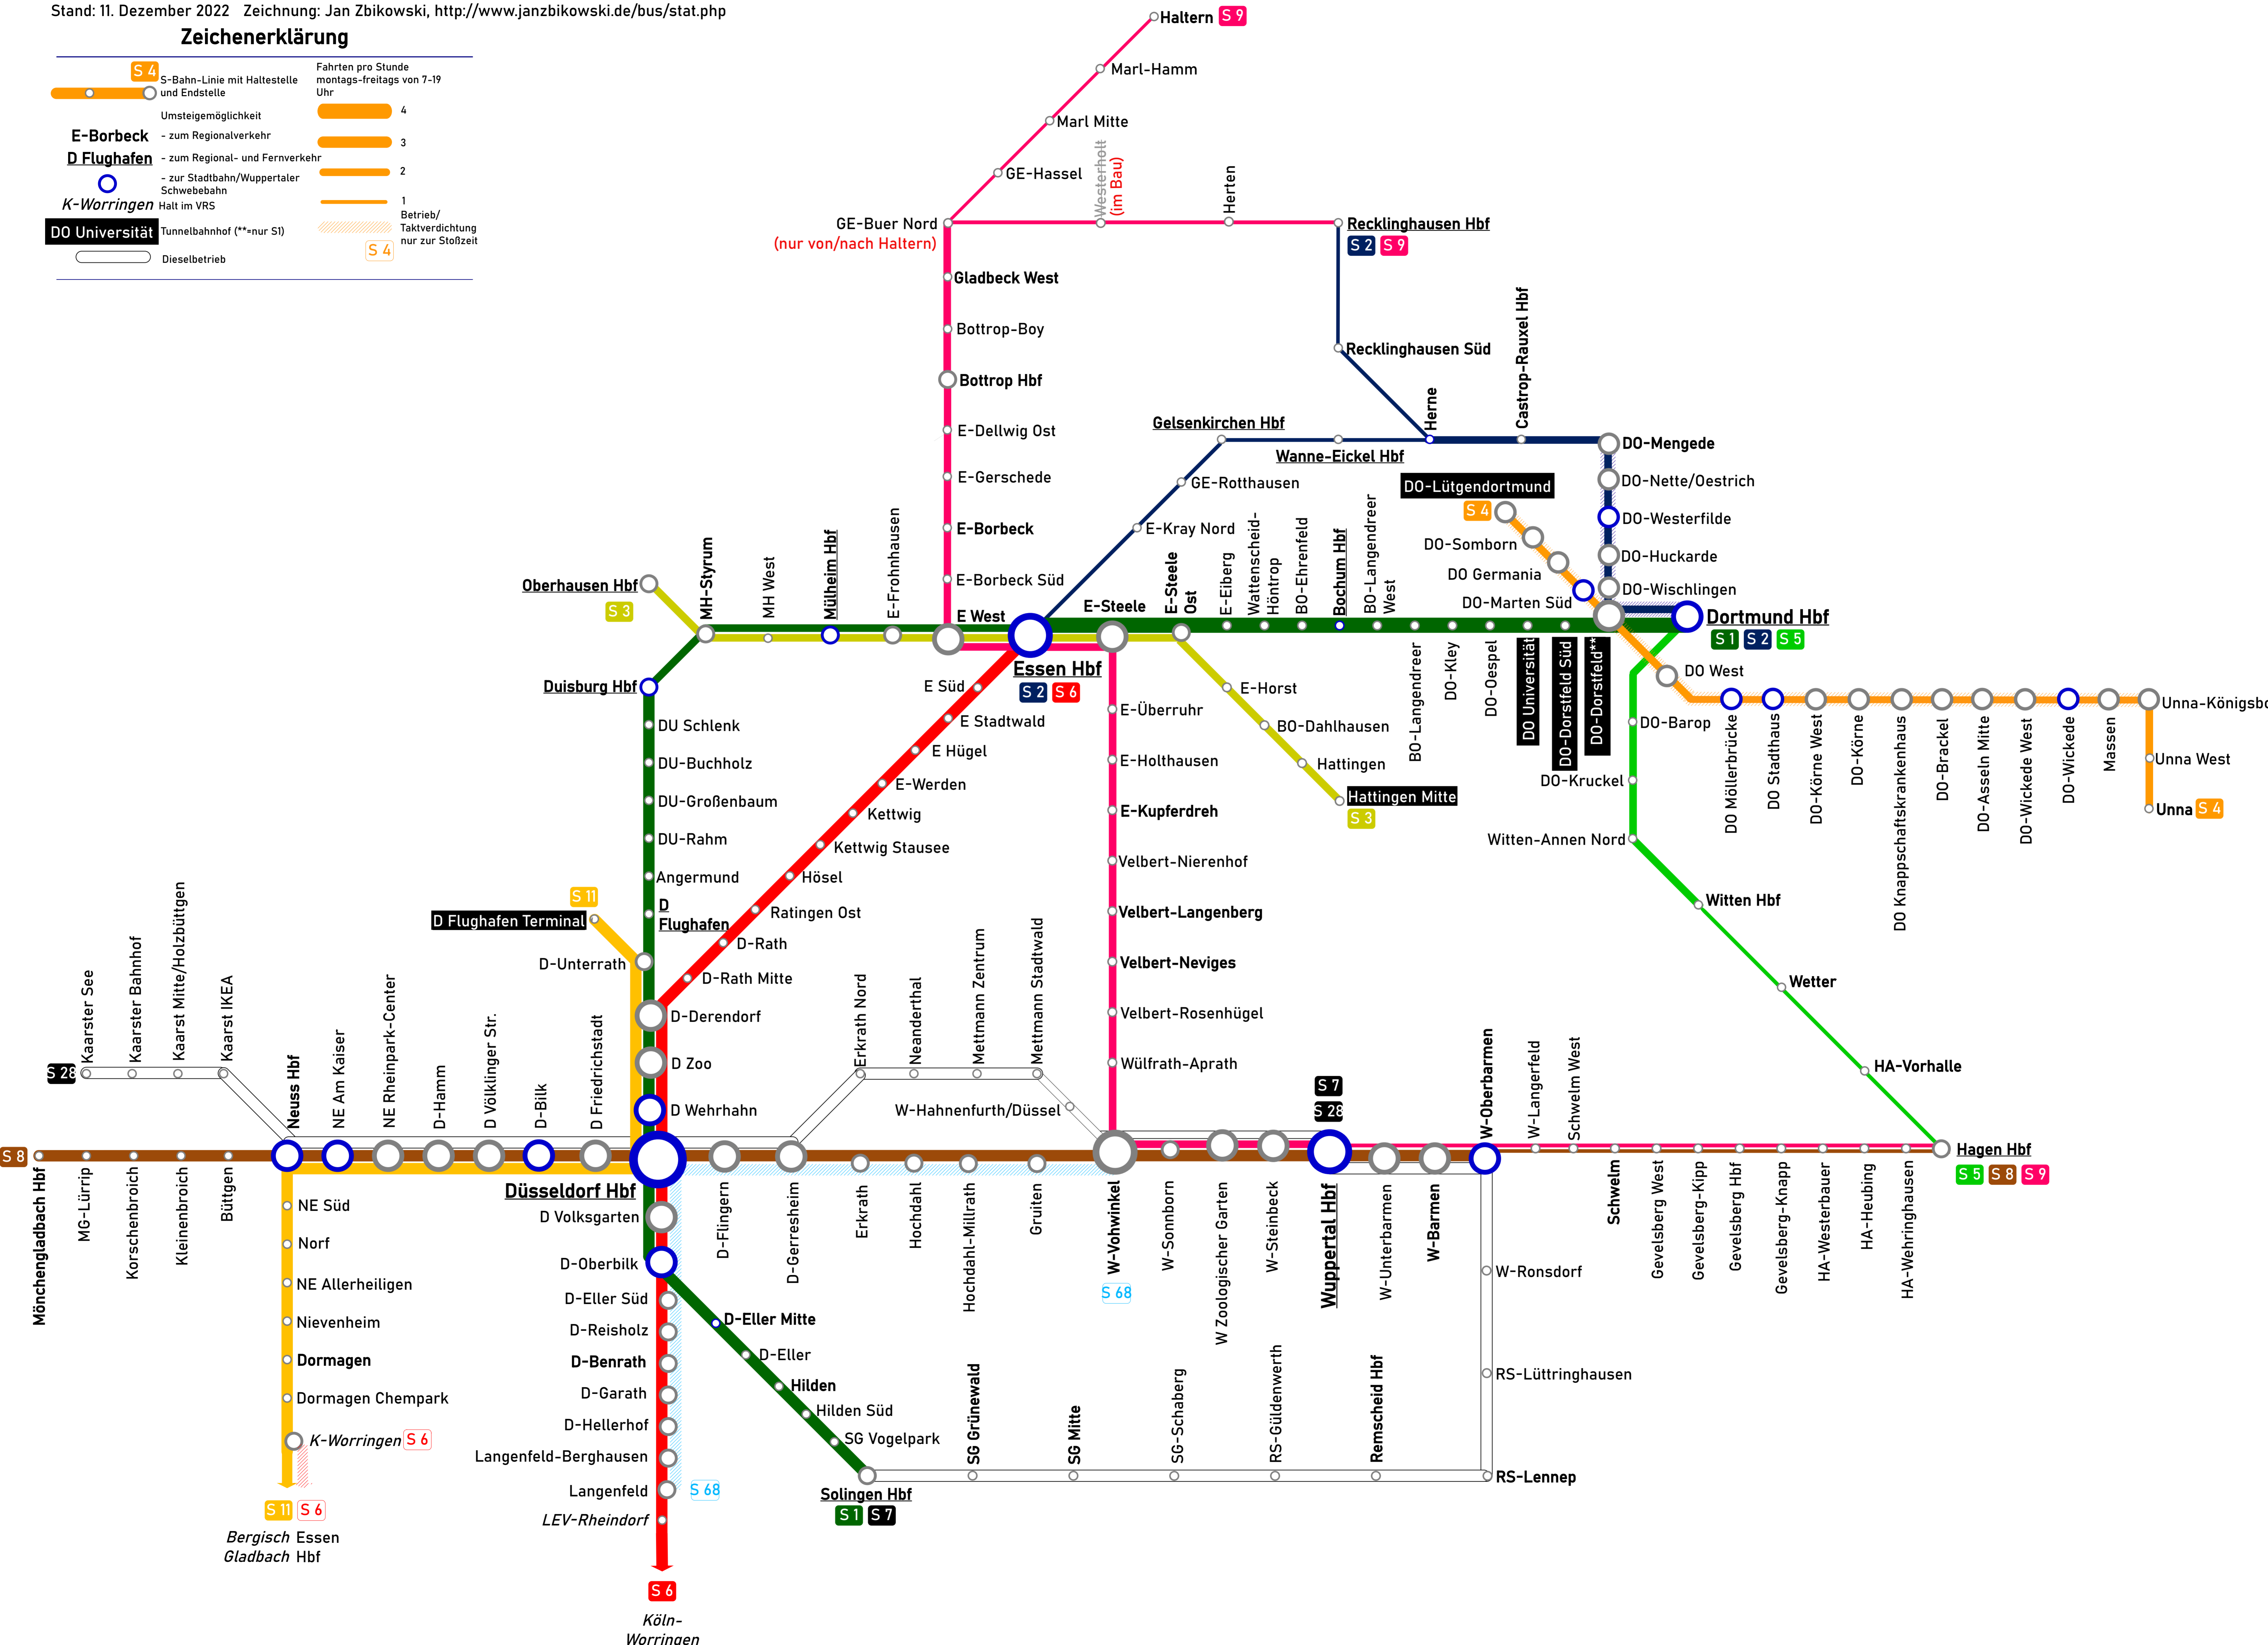 Stand: 11. Dezember 2022 Zeichnung: Jan Zbikowski, http://www.janzbikowski.de/bus/stat.php
Zeichenerklärung
S 4
S-Bahn-Linie mit Haltestelle
und Endstelle
Umsteigemöglichkeit
E-Borbeck
- zum Regionalverkehr
D Flughafen
- zum Regional- und Fernverkehr
- zur Stadtbahn/Wuppertaler
Schwebebahn
K-Worringen
Halt im VRS
DO Universität
Tunnelbahnhof (**=nur S1)
Dieselbetrieb
Fahrten pro Stunde
montags-freitags von 7-19
Uhr
4
3
2
1
Betrieb/
Taktverdichtung
nur zur Stoßzeit
S 4
Haltern
S 9
Marl-Hamm
Marl Mitte
GE-Hassel
Westerholt
(im Bau)
Herten
GE-Buer Nord
(nur von/nach Haltern)
Recklinghausen Hbf
S 2
S 9
Gladbeck West
Bottrop-Boy
Bottrop Hbf
E-Dellwig Ost
E-Gerschede
E-Borbeck
E-Borbeck Süd
E West
Recklinghausen Süd
Herne
Castrop-Rauxel Hbf
Gelsenkirchen Hbf
Wanne-Eickel Hbf
GE-Rotthausen
E-Kray Nord
DO-Mengede
DO-Nette/Oestrich
DO-Westerfilde
DO-Huckarde
DO-Wischlingen
DO-Lütgendortmund
S 4
DO-Somborn
DO Germania
DO-Marten Süd
Oberhausen Hbf
S 3
MH-Styrum
MH West
Mülheim Hbf
E-Frohnhausen
Essen Hbf
S 2
S 6
E-Steele
E-Steele
Ost
E-Eiberg
Wattenscheid-
Höntrop
BO-Ehrenfeld
Bochum Hbf
BO-Langendreer
West
BO-Langendreer
DO-Kley
DO-Oespel
DO Universität
DO-Dorstfeld Süd
DO-Dorstfeld**
Dortmund Hbf
S 1
S 2
S 5
DO West
DO Möllerbrücke
DO Stadthaus
DO-Körne West
DO-Körne
DO Knappschaftskrankenhaus
DO-Brackel
DO-Asseln Mitte
DO-Wickede West
DO-Wickede
Massen
Unna-Königsbo
Unna West
Unna
S 4
DO-Barop
DO-Kruckel
Witten-Annen Nord
Witten Hbf
Wetter
HA-Vorhalle
Hagen Hbf
S 5
S 8
S 9
E-Horst
BO-Dahlhausen
Hattingen
Hattingen Mitte
S 3
E-Überruhr
E-Holthausen
E-Kupferdreh
Velbert-Nierenhof
Velbert-Langenberg
Velbert-Neviges
Velbert-Rosenhügel
Wülfrath-Aprath
E Süd
E Stadtwald
E Hügel
E-Werden
Kettwig
Kettwig Stausee
Hösel
Ratingen Ost
D-Rath
D-Rath Mitte
Duisburg Hbf
DU Schlenk
DU-Buchholz
DU-Großenbaum
DU-Rahm
Angermund
D
Flughafen
S 11
D Flughafen Terminal
D-Unterrath
D-Derendorf
D Zoo
D Wehrhahn
S 28
Kaarster See
Kaarster Bahnhof
Kaarst Mitte/Holzbüttgen
Kaarst IKEA
Neuss Hbf
NE Am Kaiser
NE Rheinpark-Center
D-Hamm
D Völklinger Str.
D-Bilk
D Friedrichstadt
Erkrath Nord
Neanderthal
Mettmann Zentrum
Mettmann Stadtwald
W-Hahnenfurth/Düssel
S 7
S 28
W-Oberbarmen
W-Langerfeld
Schwelm West
S 8
Mönchengladbach Hbf
MG-Lürrip
Korschenbroich
Kleinenbroich
Büttgen
Düsseldorf Hbf
D-Flingern
D-Gerresheim
Erkrath
Hochdahl
Hochdahl-Millrath
Gruiten
W-Vohwinkel
S 68
W-Sonnborn
W Zoologischer Garten
W-Steinbeck
Wuppertal Hbf
W-Unterbarmen
W-Barmen
Schwelm
Gevelsberg West
Gevelsberg-Kipp
Gevelsberg Hbf
Gevelsberg-Knapp
HA-Westerbauer
HA-Heubing
HA-Wehringhausen
NE Süd
Norf
NE Allerheiligen
Nievenheim
Dormagen
Dormagen Chempark
K-Worringen
S 6
S 11
S 6
Bergisch
Gladbach
Essen
Hbf
D Volksgarten
D-Oberbilk
D-Eller Süd
D-Reisholz
D-Benrath
D-Garath
D-Hellerhof
Langenfeld-Berghausen
Langenfeld
S 68
LEV-Rheindorf
S 6
Köln-
Worringen
D-Eller Mitte
D-Eller
Hilden
Hilden Süd
SG Vogelpark
Solingen Hbf
S 1
S 7
SG Grünewald
SG Mitte
SG-Schaberg
RS-Güldenwerth
Remscheid Hbf
RS-Lennep
RS-Lüttringhausen
W-Ronsdorf